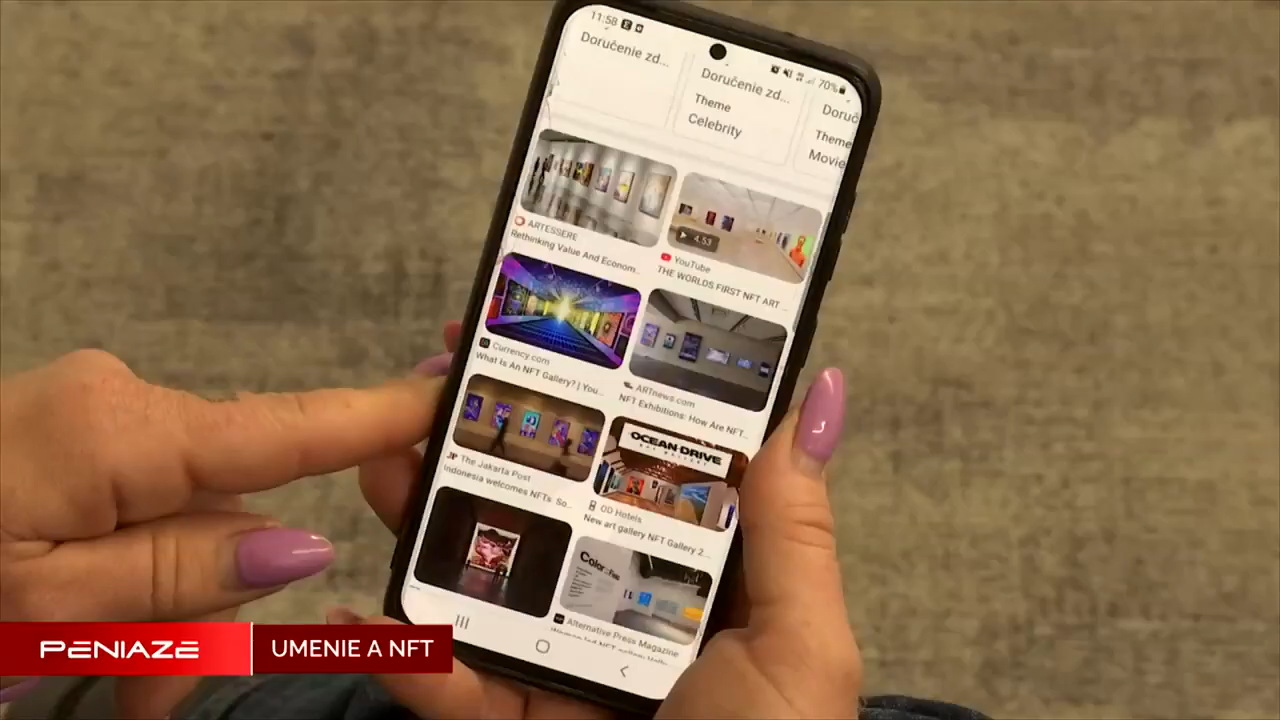 11:58
70%
Doručenie zd...
Doručenie zd...
Doruč
Theme
Celebrity
Theme
Movie
ARTESSERE
Rethinking Value And Econom...
4:53
YouTube
THE WORLDS FIRST NFT ART ...
Currency.com
What Is An NFT Gallery? | You...
ARTnews.com
NFT Exhibitions: How Are NFT...
The Jakarta Post
Indonesia welcomes NFTs So...
OCEAN DRIVE
OD Hotels
New art gallery NFT Gallery 2...
Alternative Press Magazine
PENIAZE
UMENIE A NFT